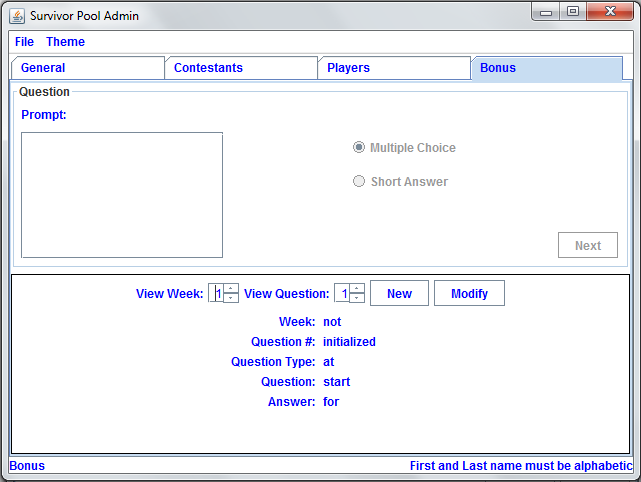 Survivor Pool Admin
File Theme
General Contestants Players Bonus
Question
Prompt:
Multiple Choice
Short Answer
Next
View Week: 1 View Question: 1 New Modify
Week: not
Question #: initialized
Question Type: at
Question: start
Answer: for
Bonus First and Last name must be alphabetic